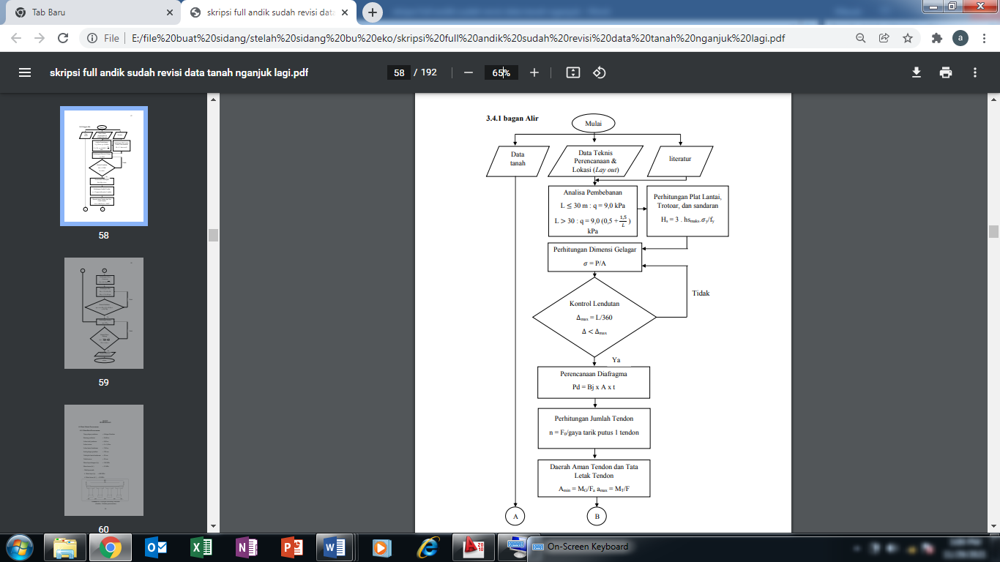 Tab Baru
skripsi full andik sudah revisi data
File
E:/file%20buat%20sidang/stelah%20sidang%20bu%20eko/skripsi%20full%20andik%20sudah%20revisi%20data%20tanah%20nganjuk%20lagi.pdf
a
skripsi full andik sudah revisi data tanah nganjuk lagi.pdf
58 / 192
65%
58
59
60
3.4.1 bagan Alir
Mulai
Data
tanah
Data Teknis
Perencanaan &
Lokasi (Lay out)
literatur
Analisa Pembebanan
L ≤ 30 m : q = 9,0 kPa
L > 30 : q = 9,0 (0,5 + 1,5/L )
kPa
Perhitungan Plat Lantai,
Trotoar, dan sandaran
Perhitungan Dimensi Gelagar
σ = P/A
Kontrol Lendutan
Δmax = L/360
Δ < Δmax
Tidak
Ya
Perencanaan Diafragma
Pd = Bj x A x t
Perhitungan Jumlah Tendon
/gaya tarik putus 1 tendon
Daerah Aman Tendon dan Tata
Letak Tendon
Amin = MG/F, amax = MT/F
A
B
On-Screen Keyboard